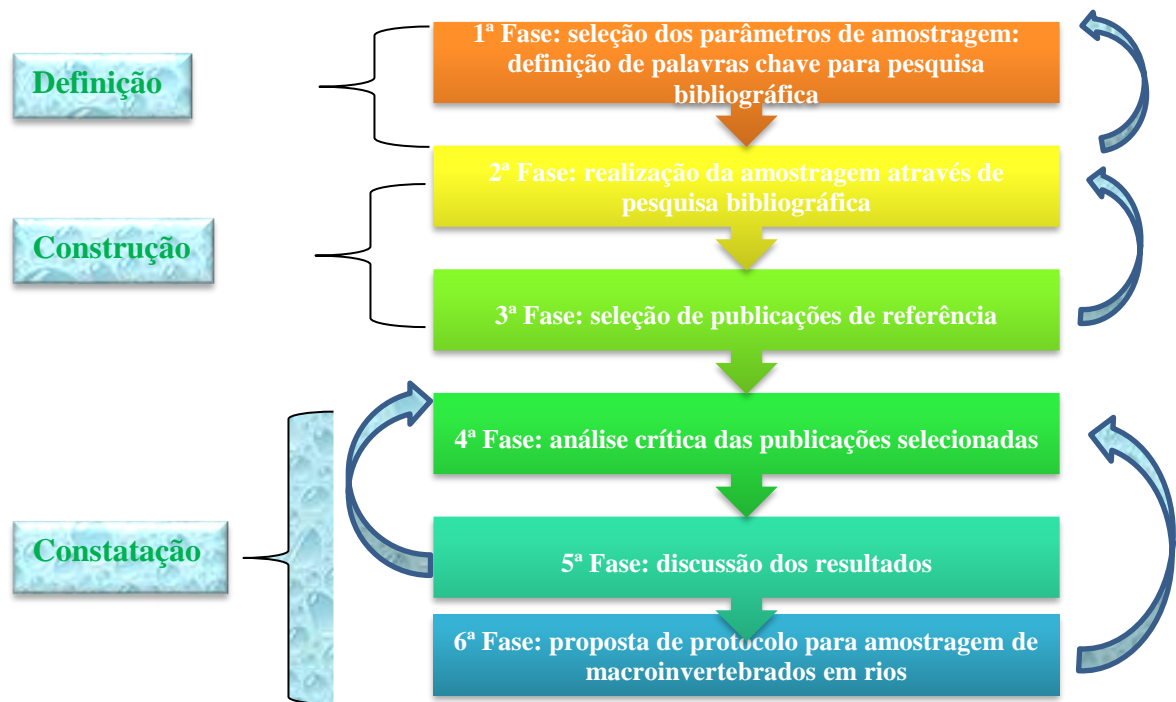 Definição
1ª Fase: seleção dos parâmetros de amostragem:
definição de palavras chave para pesquisa
bibliográfica
2ª Fase: realização da amostragem através de
pesquisa bibliográfica
Construção
3ª Fase: seleção de publicações de referência
4ª Fase: análise crítica das publicações selecionadas
Constatação
5ª Fase: discussão dos resultados
6ª Fase: proposta de protocolo para amostragem de
macroinvertebrados em rios